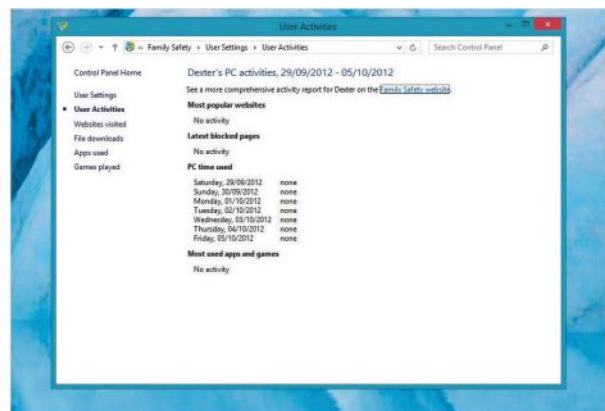 User Activities
« Family Safety › User Settings › User Activities
Search Control Panel
Control Panel Home
User Settings
User Activities
Websites visited
File downloads
Apps used
Games played
Dexter's PC activities, 29/09/2012 - 05/10/2012
See a more comprehensive activity report for Dexter on the Family Safety website.
Most popular websites
No activity
Latest blocked pages
No activity
PC time used
Saturday, 29/09/2012 none
Sunday, 30/09/2012 none
Monday, 01/10/2012 none
Tuesday, 02/10/2012 none
Wednesday, 03/10/2012 none
Thursday, 04/10/2012 none
Friday, 05/10/2012 none
Most used apps and games
No activity